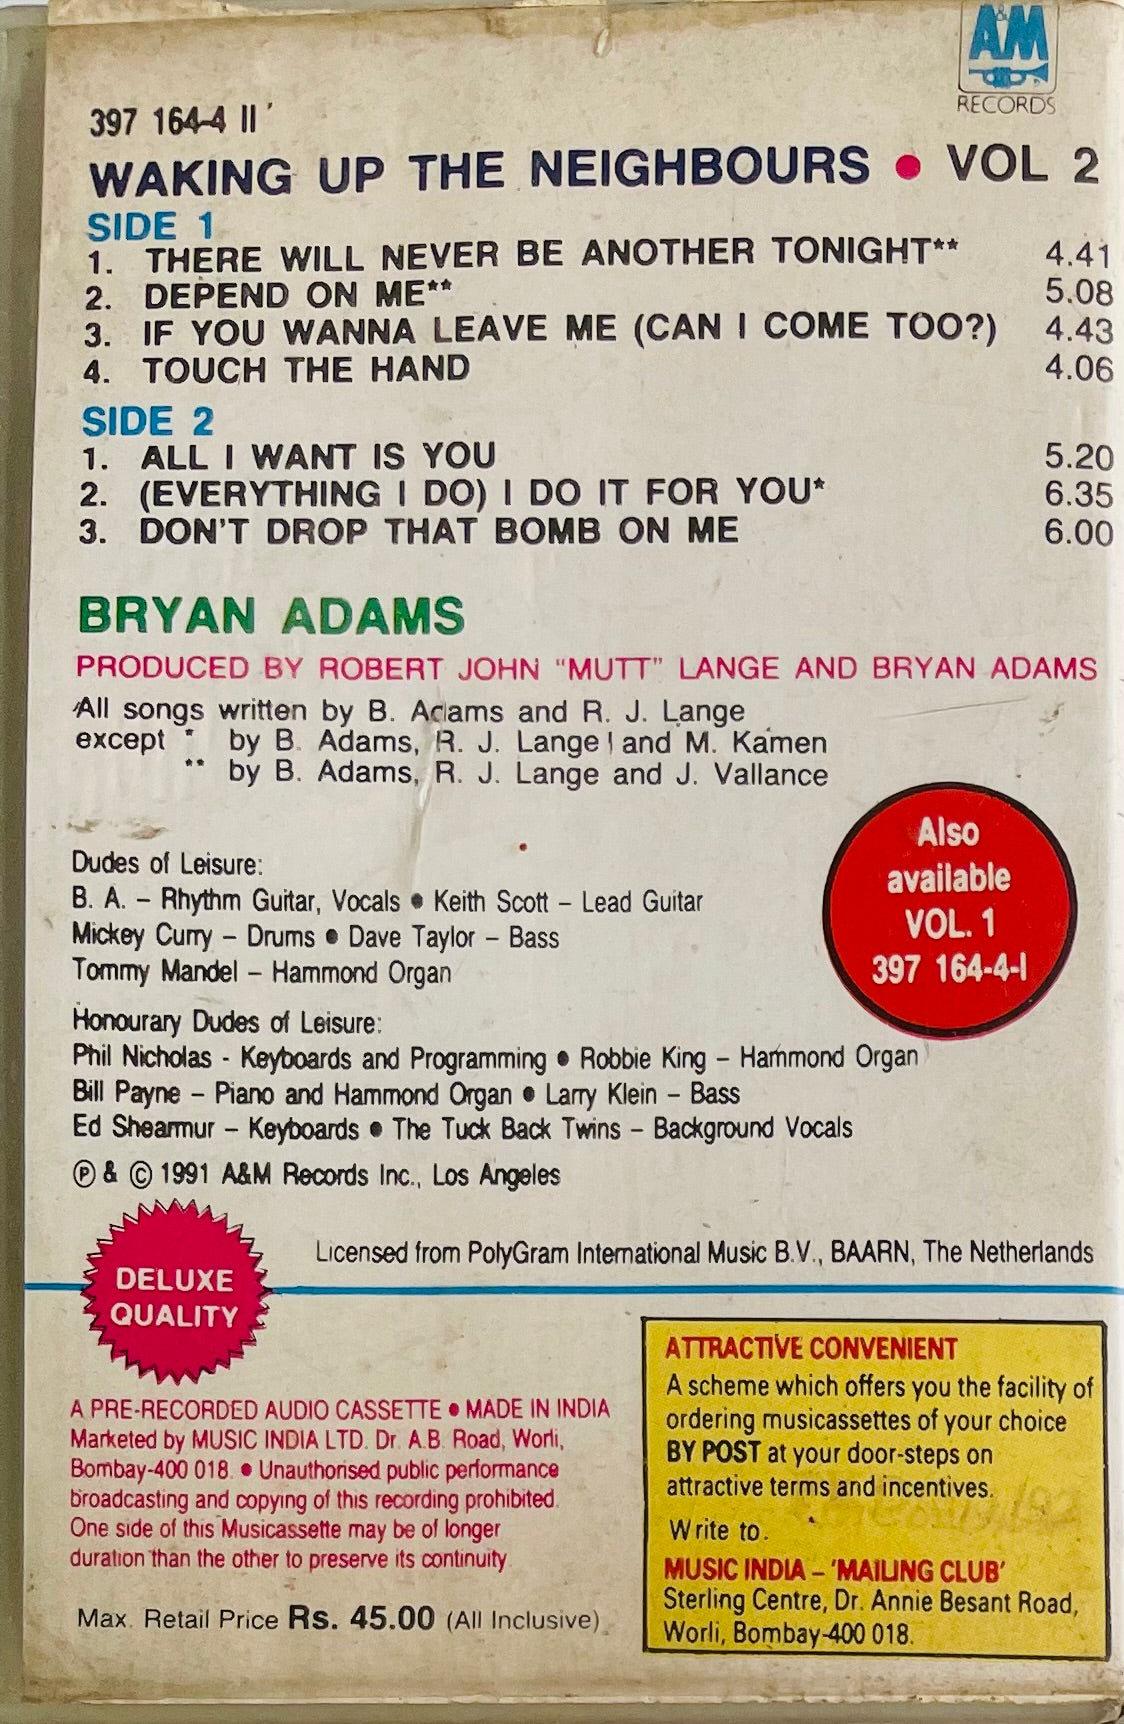 A&M
RECORDS
397 164-4 II
WAKING UP THE NEIGHBOURS • VOL 2
SIDE 1
1. THERE WILL NEVER BE ANOTHER TONIGHT** 4.41
2. DEPEND ON ME** 5.08
3. IF YOU WANNA LEAVE ME (CAN I COME TOO?) 4.43
4. TOUCH THE HAND 4.06
SIDE 2
1. ALL I WANT IS YOU 5.20
2. (EVERYTHING I DO) I DO IT FOR YOU* 6.35
3. DON'T DROP THAT BOMB ON ME 6.00
BRYAN ADAMS
PRODUCED BY ROBERT JOHN "MUTT" LANGE AND BRYAN ADAMS
All songs written by B. Adams and R. J. Lange
except * by B. Adams, R. J. Lange and M. Kamen
** by B. Adams, R. J. Lange and J. Vallance
Also
available
VOL. 1
397 164-4-I
Dudes of Leisure:
B. A. – Rhythm Guitar, Vocals • Keith Scott – Lead Guitar
Mickey Curry – Drums • Dave Taylor – Bass
Tommy Mandel – Hammond Organ
Honourary Dudes of Leisure:
Phil Nicholas - Keyboards and Programming • Robbie King – Hammond Organ
Bill Payne – Piano and Hammond Organ • Larry Klein – Bass
Ed Shearmur – Keyboards • The Tuck Back Twins – Background Vocals
℗ & © 1991 A&M Records Inc., Los Angeles
Licensed from PolyGram International Music B.V., BAARN, The Netherlands
DELUXE
QUALITY
A PRE-RECORDED AUDIO CASSETTE • MADE IN INDIA
Marketed by MUSIC INDIA LTD. Dr. A.B. Road, Worli,
Bombay-400 018. • Unauthorised public performance
broadcasting and copying of this recording prohibited.
One side of this Musicassette may be of longer
duration than the other to preserve its continuity
Max. Retail Price Rs. 45.00 (All Inclusive)
ATTRACTIVE CONVENIENT
A scheme which offers you the facility of
ordering musicassettes of your choice
BY POST at your door-steps on
attractive terms and incentives.
Write to.
MUSIC INDIA – 'MAILING CLUB'
Sterling Centre, Dr. Annie Besant Road,
Worli, Bombay-400 018.